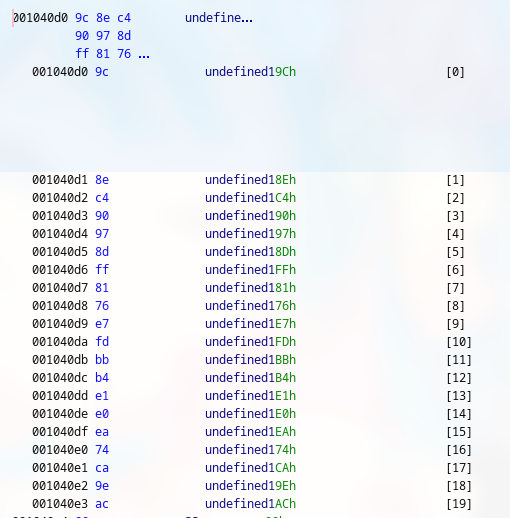 001040d0 9c 8e c4 undefine...
90 97 8d
ff 81 76 ...
001040d0 9c undefined19Ch [0]
001040d1 8e undefined18Eh [1]
001040d2 c4 undefined1C4h [2]
001040d3 90 undefined190h [3]
001040d4 97 undefined197h [4]
001040d5 8d undefined18Dh [5]
001040d6 ff undefined1FFh [6]
001040d7 81 undefined181h [7]
001040d8 76 undefined176h [8]
001040d9 e7 undefined1E7h [9]
001040da fd undefined1FDh [10]
001040db bb undefined1BBh [11]
001040dc b4 undefined1B4h [12]
001040dd e1 undefined1E1h [13]
001040de e0 undefined1E0h [14]
001040df ea undefined1EAh [15]
001040e0 74 undefined174h [16]
001040e1 ca undefined1CAh [17]
001040e2 9e undefined19Eh [18]
001040e3 ac undefined1ACh [19]